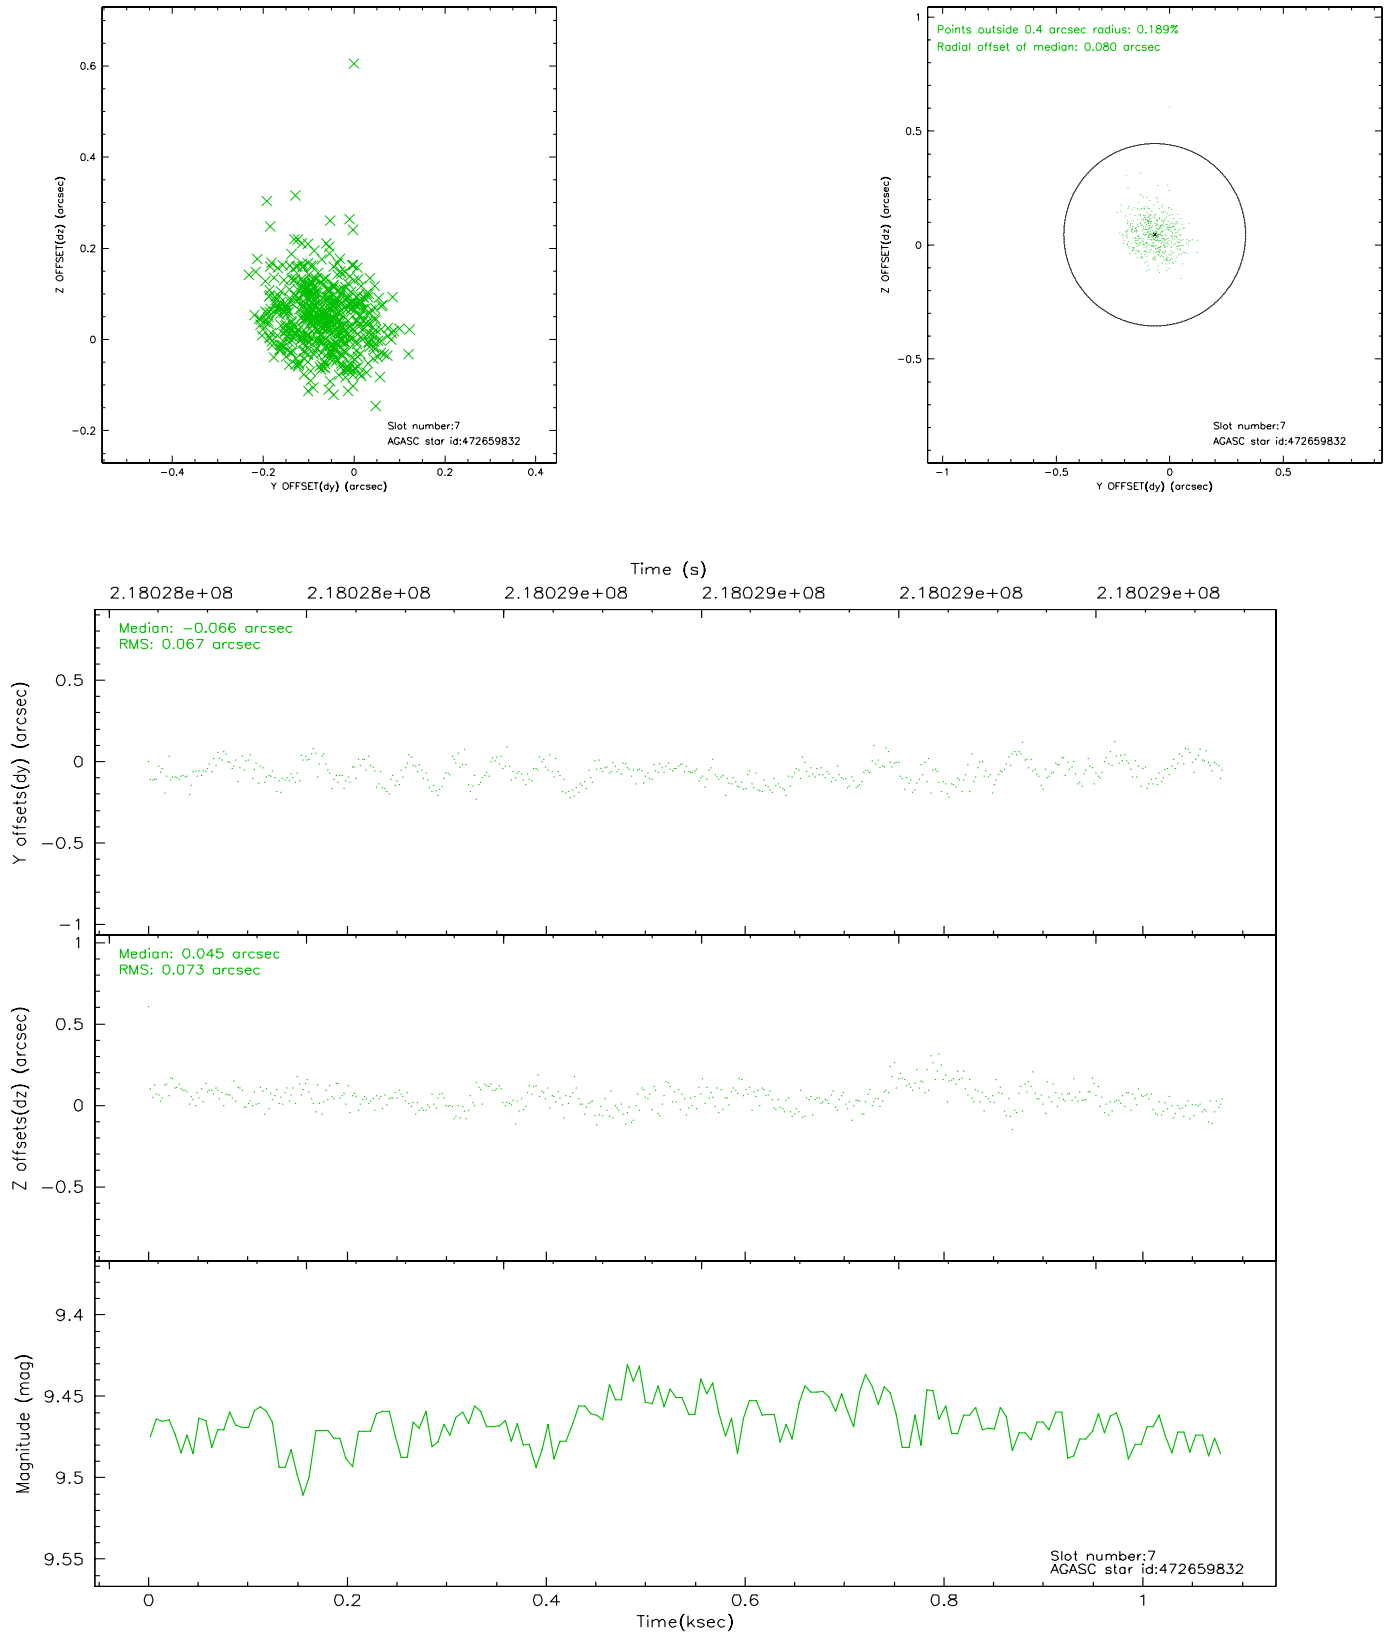 0.6
0.4
0.2
0
−0.2
Z OFFSET(dz) (arcsec)
Slot number:7
AGASC star id:472659832
−0.4
−0.2
0
0.2
0.4
Y OFFSET(dy) (arcsec)
Points outside 0.4 arcsec radius: 0.189%
Radial offset of median: 0.080 arcsec
1
0.5
0
−0.5
Z OFFSET(dz) (arcsec)
Slot number:7
AGASC star id:472659832
−1
−0.5
0
0.5
Y OFFSET(dy) (arcsec)
Time (s)
2.18028e+08 2.18028e+08 2.18029e+08 2.18029e+08 2.18029e+08 2.18029e+08
Median: −0.066 arcsec
RMS: 0.067 arcsec
0.5
0
−0.5
−1
Y offsets(dy) (arcsec)
Median: 0.045 arcsec
RMS: 0.073 arcsec
1
0.5
0
−0.5
Z offsets(dz) (arcsec)
9.4
9.45
9.5
9.55
Magnitude (mag)
Slot number:7
AGASC star id:472659832
0 0.2 0.4 0.6 0.8 1
Time(ksec)